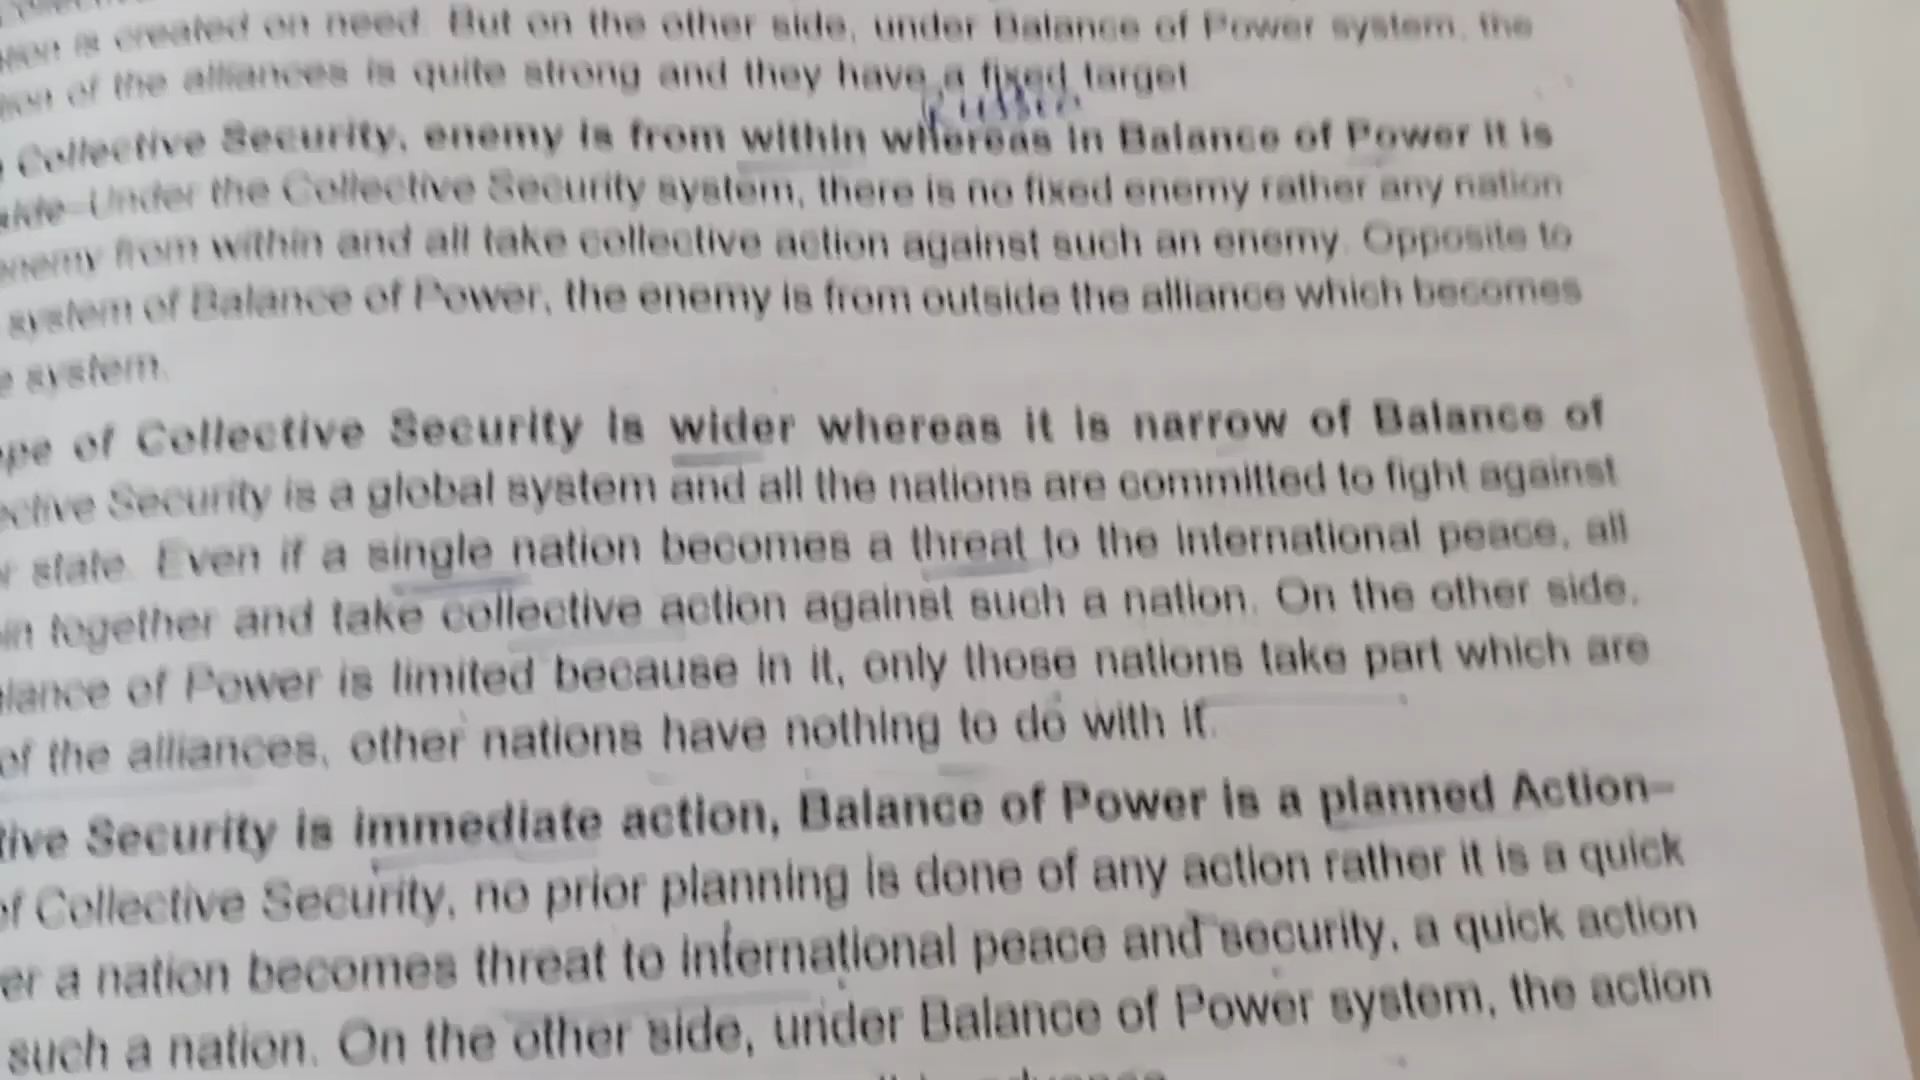 is created on need. But on the other side, under Balance of Power system, the
of the alliances is quite strong and they have a fixed target
Russia
Collective Security, enemy is from within whereas in Balance of Power it is
side–Under the Collective Security system, there is no fixed enemy rather any nation
enemy from within and all take collective action against such an enemy. Opposite to
system of Balance of Power, the enemy is from outside the alliance which becomes
system.
pe of Collective Security is wider whereas it is narrow of Balance of
ective Security is a global system and all the nations are committed to fight against
r state. Even if a single nation becomes a threat to the International peace, all
in together and take collective action against such a nation. On the other side,
lance of Power is limited because in it, only those nations take part which are
of the alliances, other nations have nothing to do with it.
tive Security is immediate action, Balance of Power is a planned Action–
of Collective Security, no prior planning is done of any action rather it is a quick
er a nation becomes threat to international peace and security, a quick action
such a nation. On the other side, under Balance of Power system, the action